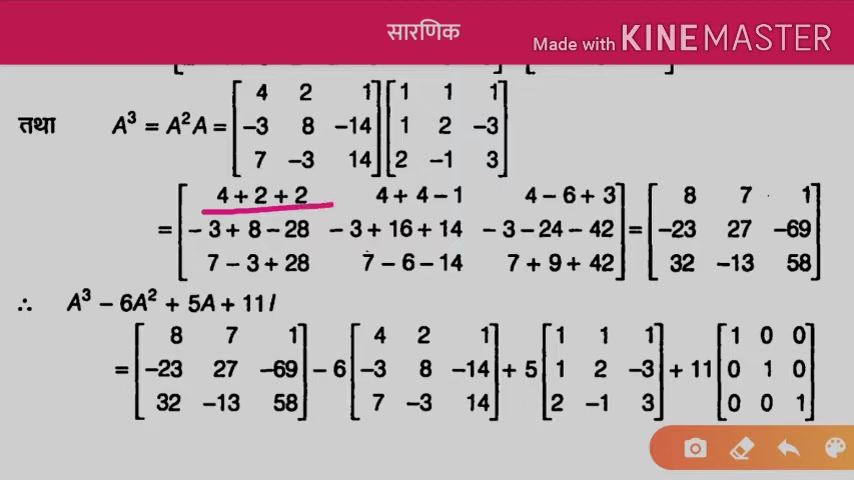 सारणिक
Made with KINEMASTER
तथा A³ = A²A = [4 2 1; -3 8 -14; 7 -3 14] [1 1 1; 1 2 -3; 2 -1 3]
= [4 + 2 + 2 4 + 4 - 1 4 - 6 + 3; - 3 + 8 - 28 - 3 + 16 + 14 - 3 - 24 - 42; 7 - 3 + 28 7 - 6 - 14 7 + 9 + 42] = [8 7 1; -23 27 -69; 32 -13 58]
∴ A³ - 6A² + 5A + 11I
= [8 7 1; -23 27 -69; 32 -13 58] - 6 [4 2 1; -3 8 -14; 7 -3 14] + 5 [1 1 1; 1 2 -3; 2 -1 3] + 11 [1 0 0; 0 1 0; 0 0 1]